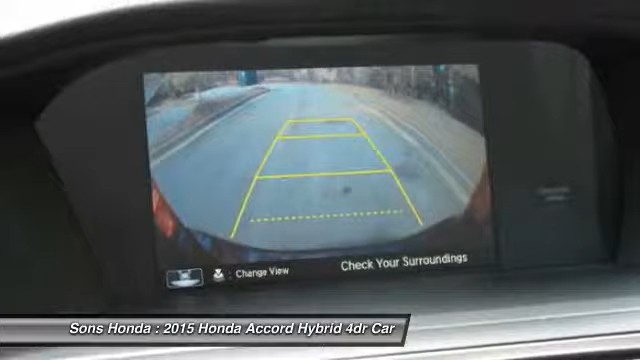 : Change View
Check Your Surroundings
Sons Honda : 2015 Honda Accord Hybrid 4dr Car